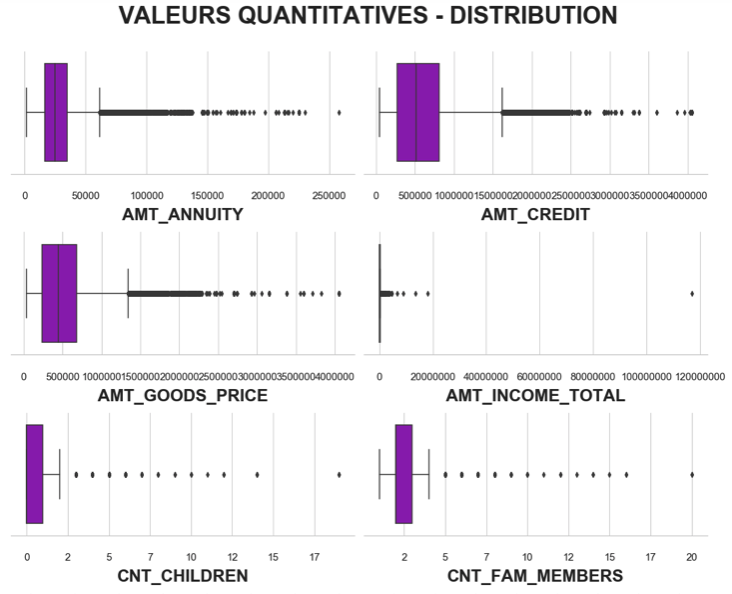 VALEURS QUANTITATIVES - DISTRIBUTION
0 50000 100000 150000 200000 250000
AMT_ANNUITY
0 500000 1000000 1500000 2000000 2500000 3000000 3500000 4000000
AMT_CREDIT
0 500000 1000000 1500000 2000000 2500000 3000000 3500000 4000000
AMT_GOODS_PRICE
0 20000000 40000000 60000000 80000000 100000000 120000000
AMT_INCOME_TOTAL
0 2 5 7 10 12 15 17
CNT_CHILDREN
2 5 7 10 12 15 17 20
CNT_FAM_MEMBERS